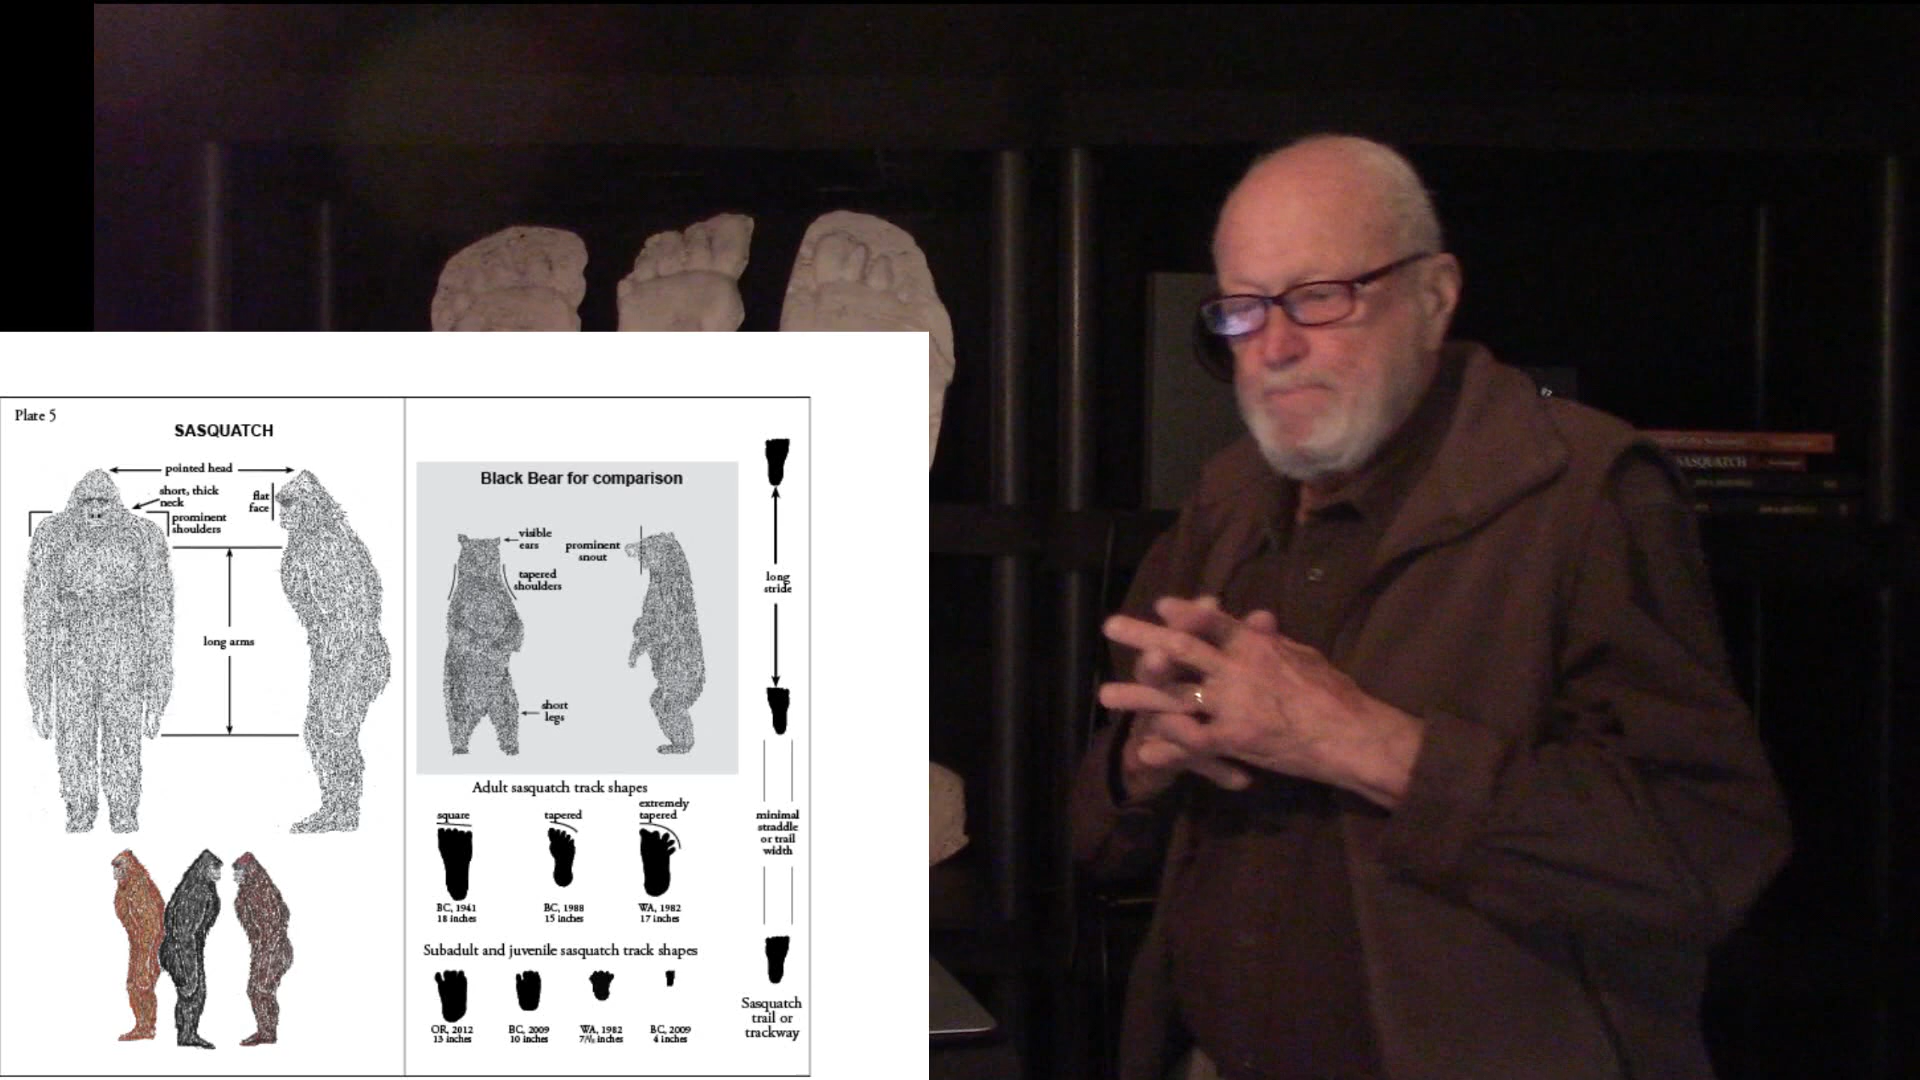 Plate 5
SASQUATCH
pointed head
short, thick
neck
flat
face
prominent
shoulders
long arms
Black Bear for comparison
visible
ears
prominent
snout
tapered
shoulders
short
legs
long
stride
Adult sasquatch track shapes
square
tapered
extremely
tapered
BC, 1941
18 inches
BC, 1988
15 inches
WA, 1982
17 inches
minimal
straddle
or trail
width
Subadult and juvenile sasquatch track shapes
OR, 2012
13 inches
BC, 2009
10 inches
WA, 1982
inches
BC, 2009
4 inches
Sasquatch
trail or
trackway
SASQUATCH